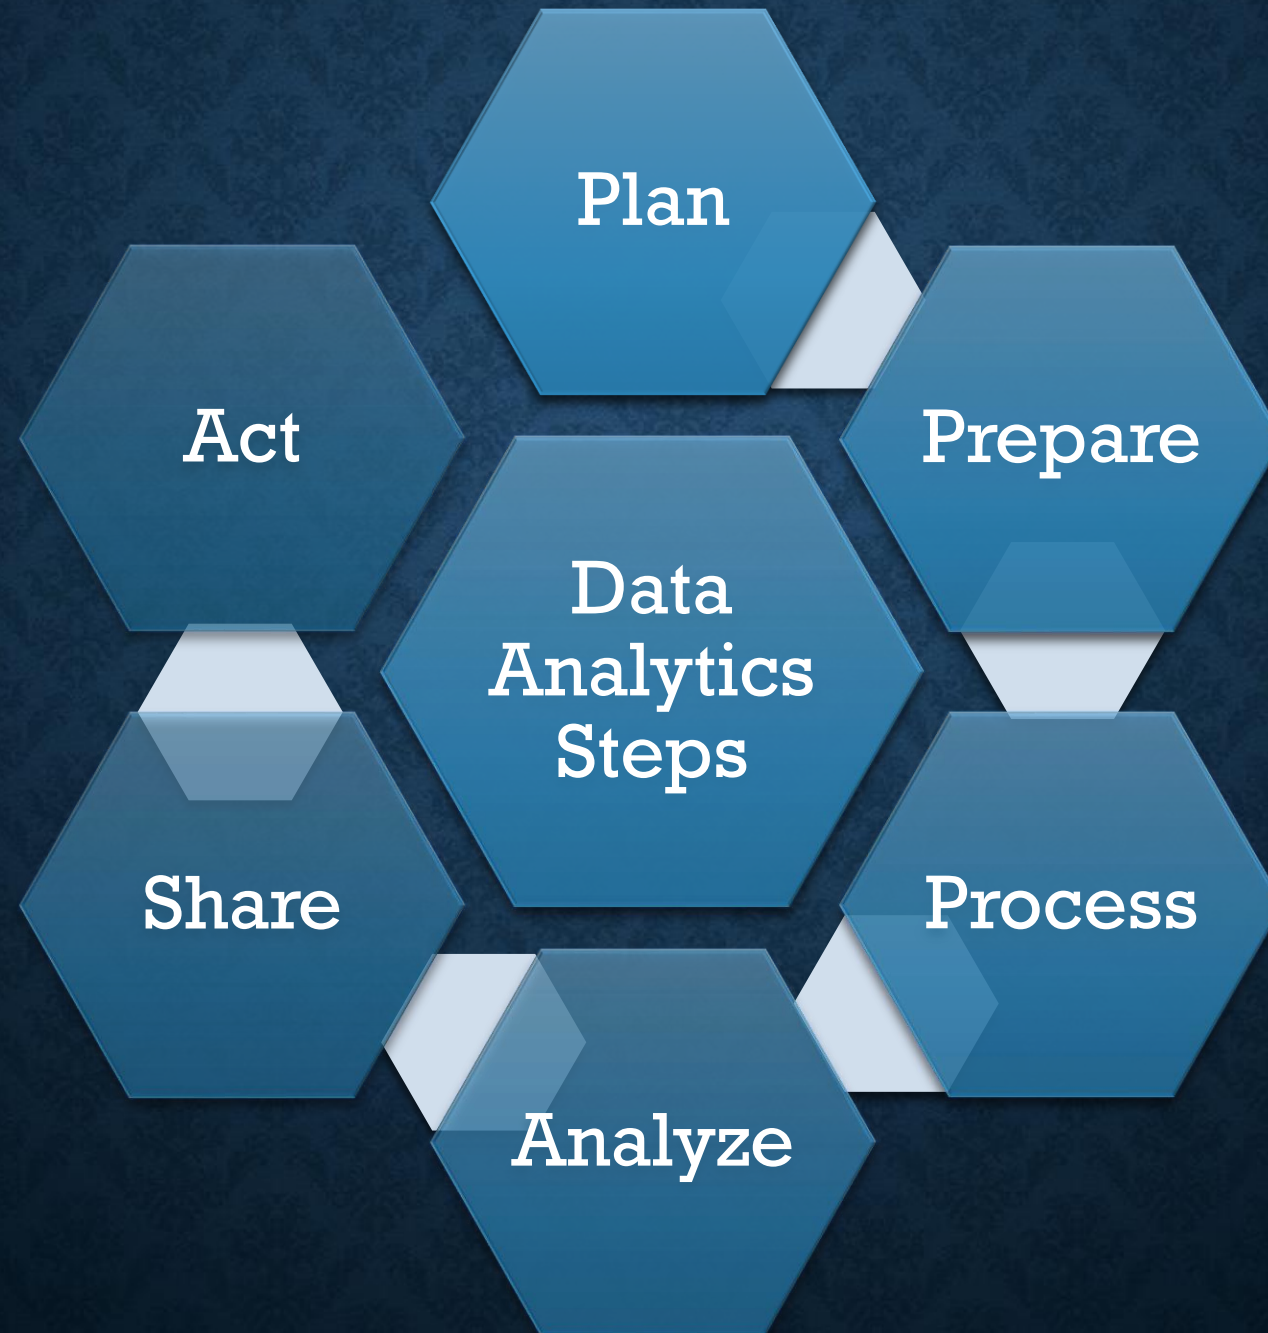 Plan
Prepare
Process
Analyze
Share
Act
Data
Analytics
Steps